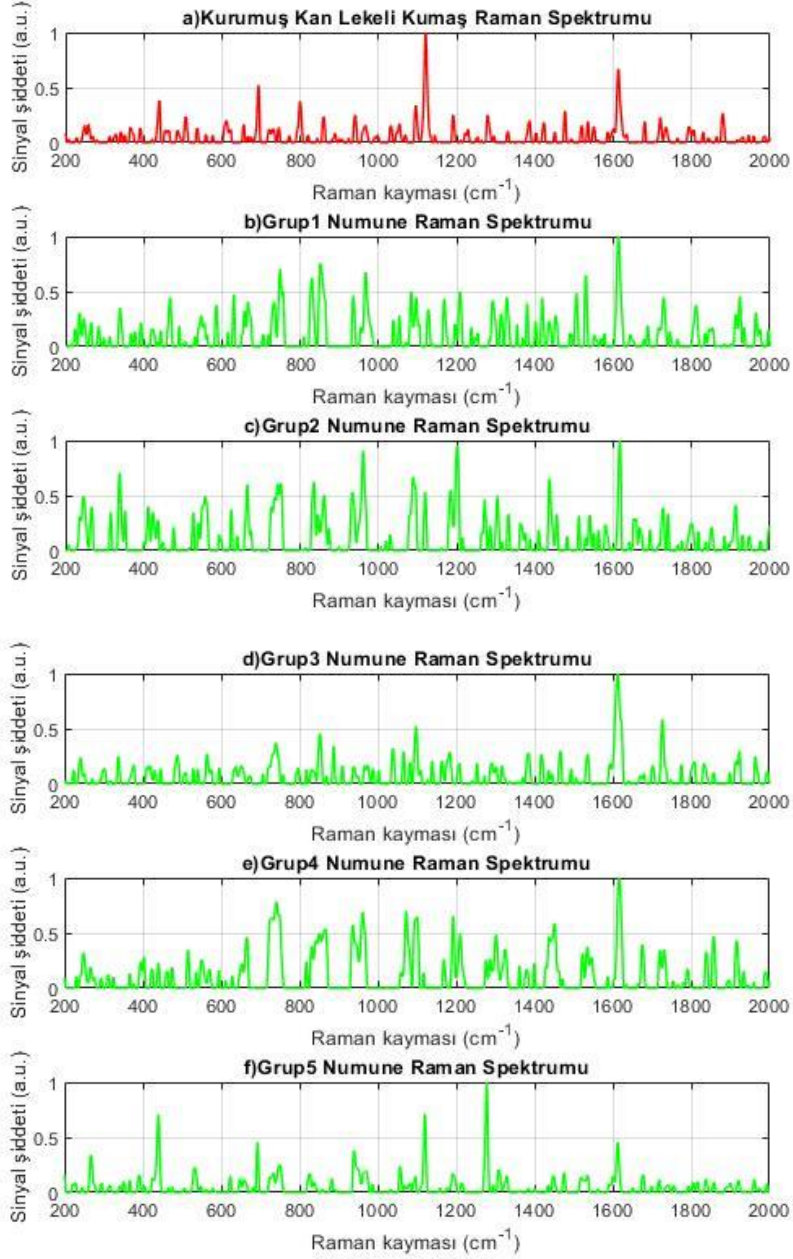 a)Kurumuş Kan Lekeli Kumaş Raman Spektrumu
Sinyal şiddeti (a.u.)
1
0.5
0
200 400 600 800 1000 1200 1400 1600 1800 2000
Raman kayması (cm⁻¹)
b)Grup1 Numune Raman Spektrumu
Sinyal şiddeti (a.u.)
1
0.5
0
200 400 600 800 1000 1200 1400 1600 1800 2000
Raman kayması (cm⁻¹)
c)Grup2 Numune Raman Spektrumu
Sinyal şiddeti (a.u.)
1
0.5
0
200 400 600 800 1000 1200 1400 1600 1800 2000
Raman kayması (cm⁻¹)
d)Grup3 Numune Raman Spektrumu
Sinyal şiddeti (a.u.)
1
0.5
0
200 400 600 800 1000 1200 1400 1600 1800 2000
Raman kayması (cm⁻¹)
e)Grup4 Numune Raman Spektrumu
Sinyal şiddeti (a.u.)
1
0.5
0
200 400 600 800 1000 1200 1400 1600 1800 2000
Raman kayması (cm⁻¹)
f)Grup5 Numune Raman Spektrumu
Sinyal şiddeti (a.u.)
1
0.5
0
200 400 600 800 1000 1200 1400 1600 1800 2000
Raman kayması (cm⁻¹)